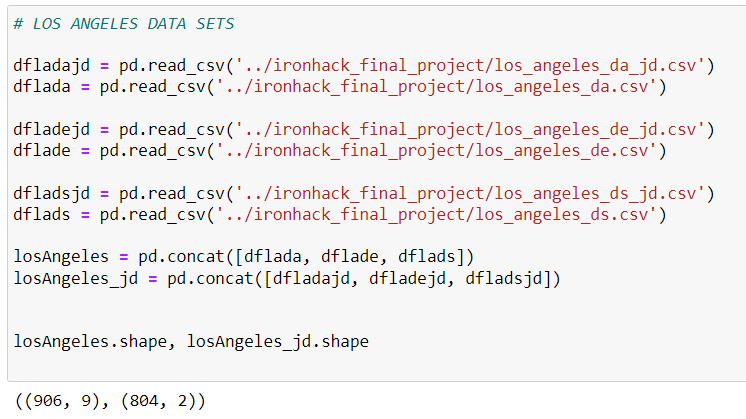 # LOS ANGELES DATA SETS
dfladajd = pd.read_csv('../ironhack_final_project/los_angeles_da_jd.csv')
dflada = pd.read_csv('../ironhack_final_project/los_angeles_da.csv')
dfladejd = pd.read_csv('../ironhack_final_project/los_angeles_de_jd.csv')
dflade = pd.read_csv('../ironhack_final_project/los_angeles_de.csv')
dfladsjd = pd.read_csv('../ironhack_final_project/los_angeles_ds_jd.csv')
dflads = pd.read_csv('../ironhack_final_project/los_angeles_ds.csv')
losAngeles = pd.concat([dflada, dflade, dflads])
losAngeles_jd = pd.concat([dfladajd, dfladejd, dfladsjd])
losAngeles.shape, losAngeles_jd.shape
((906, 9), (804, 2))